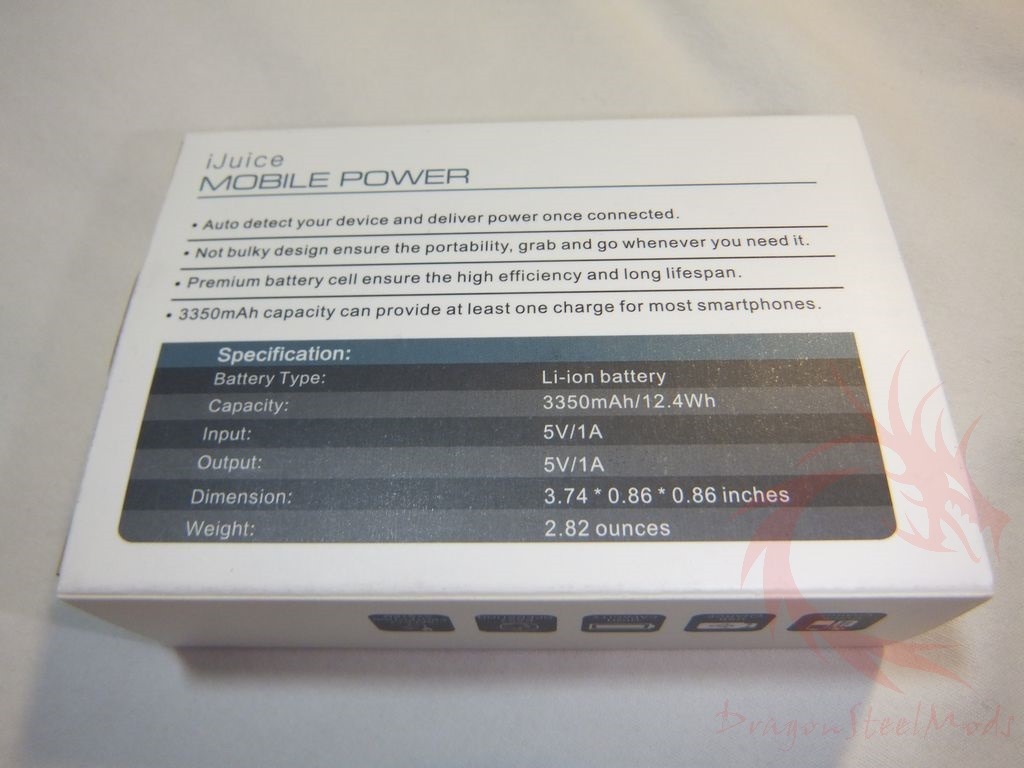 iJuice
MOBILE POWER
• Auto detect your device and deliver power once connected.
• Not bulky design ensure the portability, grab and go whenever you need it.
• Premium battery cell ensure the high efficiency and long lifespan.
• 3350mAh capacity can provide at least one charge for most smartphones.
Specification:
Battery Type: Li-ion battery
Capacity: 3350mAh/12.4Wh
Input: 5V/1A
Output: 5V/1A
Dimension: 3.74 * 0.86 * 0.86 inches
Weight: 2.82 ounces
DragonSteelMods